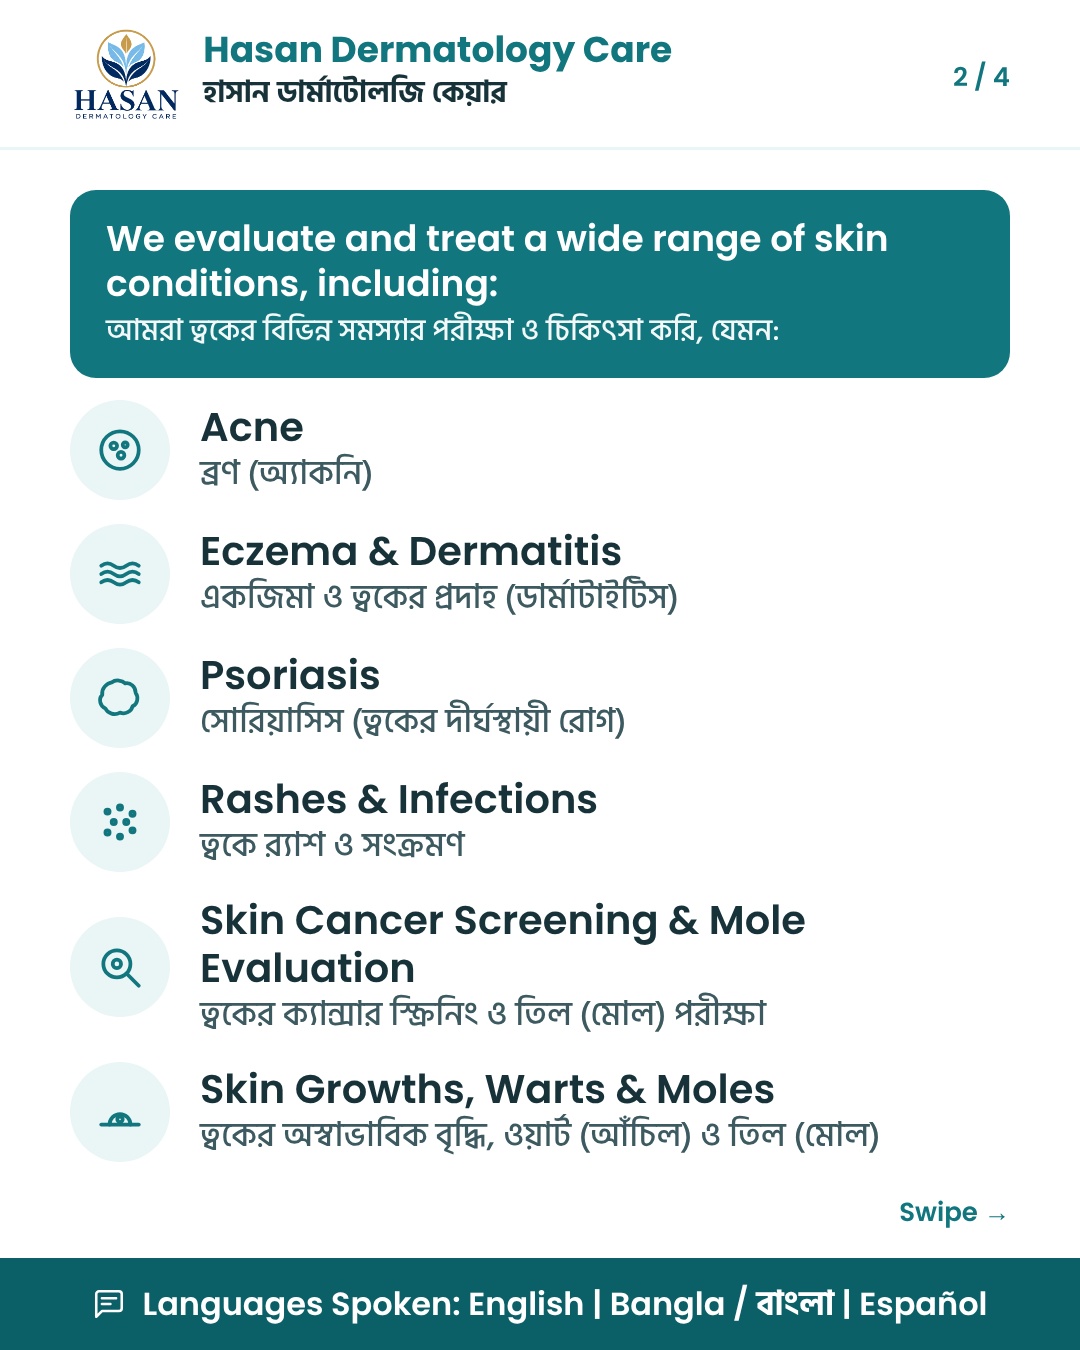 HASAN
DERMATOLOGY CARE
Hasan Dermatology Care
হাসান ডার্মাটোলজি কেয়ার
2 / 4
We evaluate and treat a wide range of skin
conditions, including:
আমরা ত্বকের বিভিন্ন সমস্যার পরীক্ষা ও চিকিৎসা করি, যেমন:
Acne
ব্রণ (অ্যাকনি)
Eczema & Dermatitis
একজিমা ও ত্বকের প্রদাহ (ডার্মাটাইটিস)
Psoriasis
সোরিয়াসিস (ত্বকের দীর্ঘস্থায়ী রোগ)
Rashes & Infections
ত্বকে র‍্যাশ ও সংক্রমণ
Skin Cancer Screening & Mole
Evaluation
ত্বকের ক্যান্সার স্ক্রিনিং ও তিল (মোল) পরীক্ষা
Skin Growths, Warts & Moles
ত্বকের অস্বাভাবিক বৃদ্ধি, ওয়ার্ট (আঁচিল) ও তিল (মোল)
Swipe →
Languages Spoken: English | Bangla / বাংলা | Español